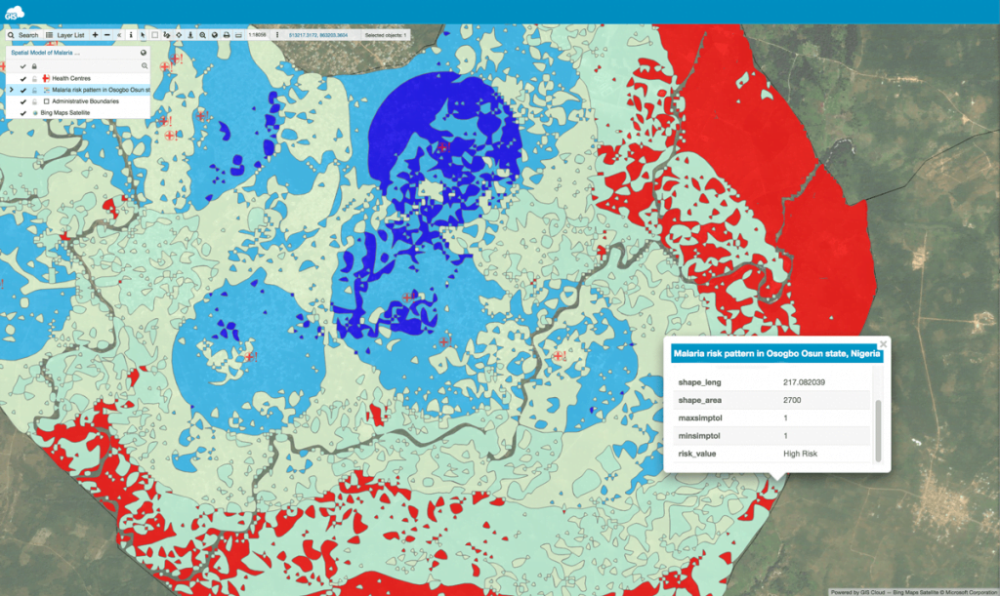 GIS
Search Layer List 1:18056 513217.3173, 863203.9604 Selected objects: 1
Spatial Model of Malaria ...
Health Centres
Malaria risk pattern in Osogbo Osun st
Administrative Boundaries
Bing Maps Satellite
Malaria risk pattern in Osogbo Osun state, Nigeria
shape_leng 217.082039
shape_area 2700
maxsimptol 1
minsimptol 1
risk_value High Risk
Powered by GIS Cloud — Bing Maps Satellite © Microsoft Corporation